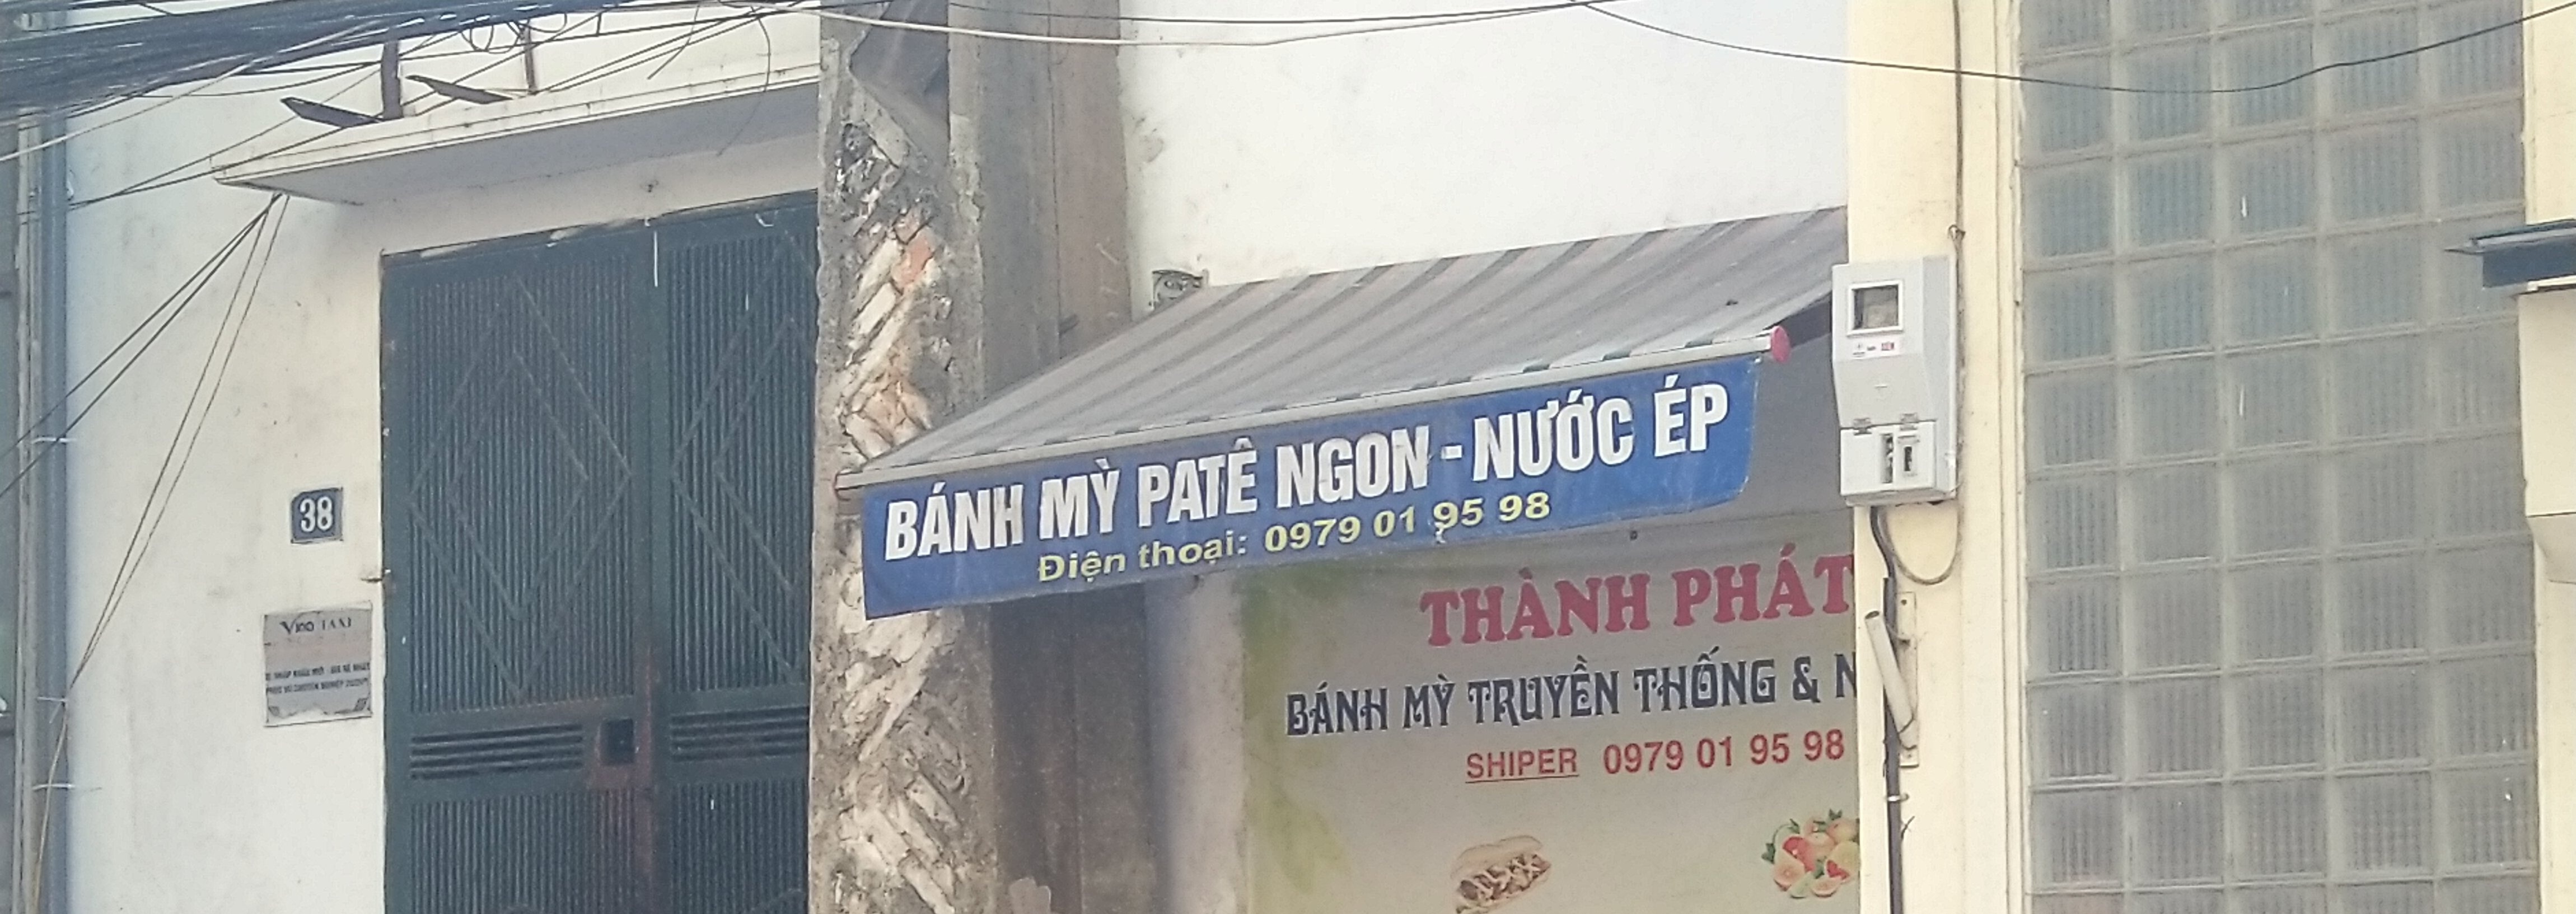 38
TAXI
BÁNH MỲ PATÊ NGON - NƯỚC ÉP
Điện thoại: 0979 01 95 98
THÀNH PHÁT
BÁNH MỲ TRUYỀN THỐNG & N
SHIPER 0979 01 95 98